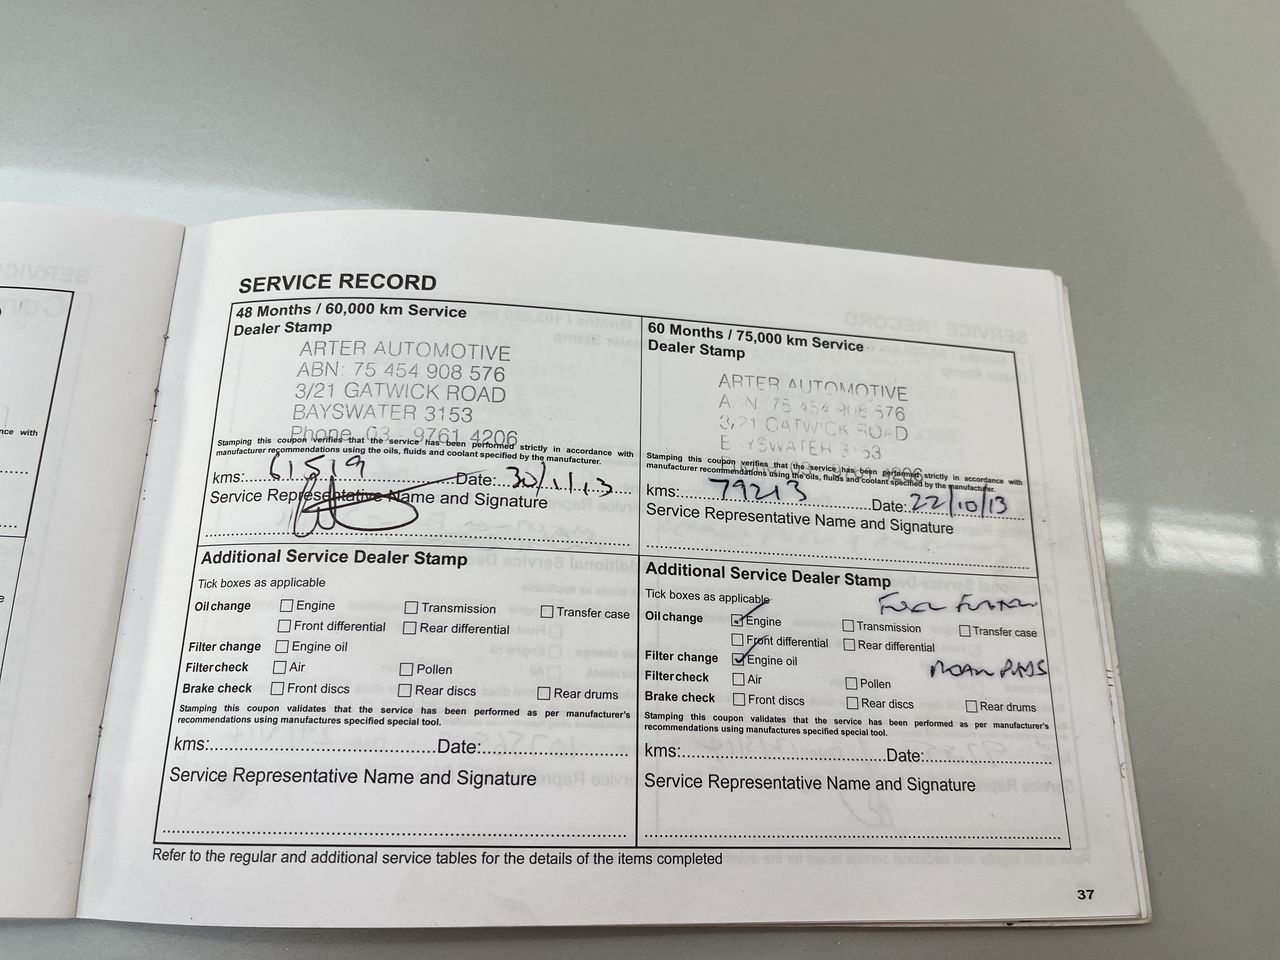 SERVICE RECORD
48 Months / 60,000 km Service
Dealer Stamp
ARTER AUTOMOTIVE
ABN: 75 454 908 576
3/21 GATWICK ROAD
BAYSWATER 3153
Phone 03 9761 4206
Stamping this coupon verifies that the service has been performed strictly in accordance with
manufacturer recommendations using the oils, fluids and coolant specified by the manufacturer.
kms: 61519 Date: 30/1/13
Service Representative Name and Signature
Additional Service Dealer Stamp
Tick boxes as applicable
Oil change Engine Transmission Transfer case
Front differential Rear differential
Filter change Engine oil
Filter check Air Pollen
Brake check Front discs Rear discs Rear drums
Stamping this coupon validates that the service has been performed as per manufacturer's
recommendations using manufactures specified special tool.
kms: Date:
Service Representative Name and Signature
60 Months / 75,000 km Service
Dealer Stamp
ARTER AUTOMOTIVE
ABN 75 454 908 576
3/21 GATWICK ROAD
BAYSWATER 3153
Stamping this coupon verifies that the service has been performed strictly in accordance with
manufacturer recommendations using the oils, fluids and coolant specified by the manufacturer.
kms: 79213 Date: 22/10/13
Service Representative Name and Signature
Additional Service Dealer Stamp
Tick boxes as applicable
Oil change Engine Transmission Transfer case
Front differential Rear differential
Filter change Engine oil
Filter check Air Pollen
Brake check Front discs Rear discs Rear drums
Stamping this coupon validates that the service has been performed as per manufacturer's
recommendations using manufactures specified special tool.
kms: Date:
Service Representative Name and Signature
Refer to the regular and additional service tables for the details of the items completed
37